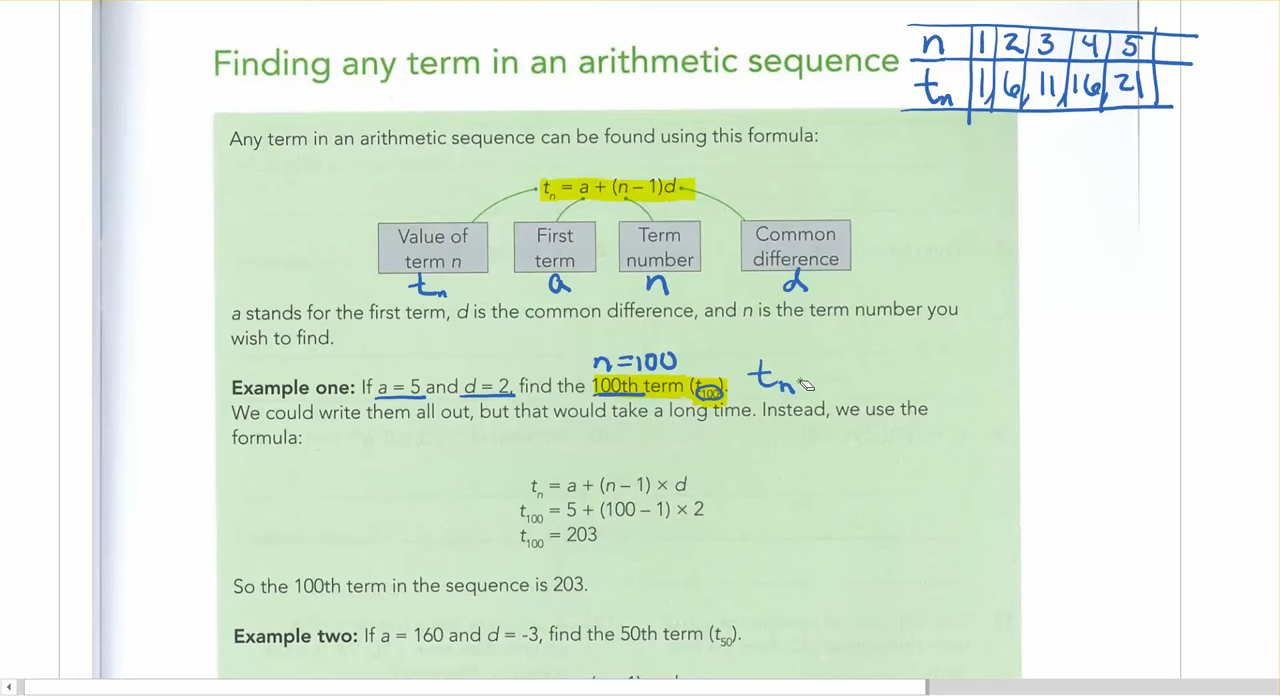 Finding any term in an arithmetic sequence
n 1 2 3 4 5
tn 1, 6, 11, 16, 21
Any term in an arithmetic sequence can be found using this formula:
tn = a + (n – 1)d
Value of term n
First term
Term number
Common difference
tn a n d
a stands for the first term, d is the common difference, and n is the term number you
wish to find.
n=100
Example one: If a = 5 and d = 2, find the 100th term (t100). tn
We could write them all out, but that would take a long time. Instead, we use the
formula:
tn = a + (n – 1) × d
t100 = 5 + (100 – 1) × 2
t100 = 203
So the 100th term in the sequence is 203.
Example two: If a = 160 and d = -3, find the 50th term (t50).